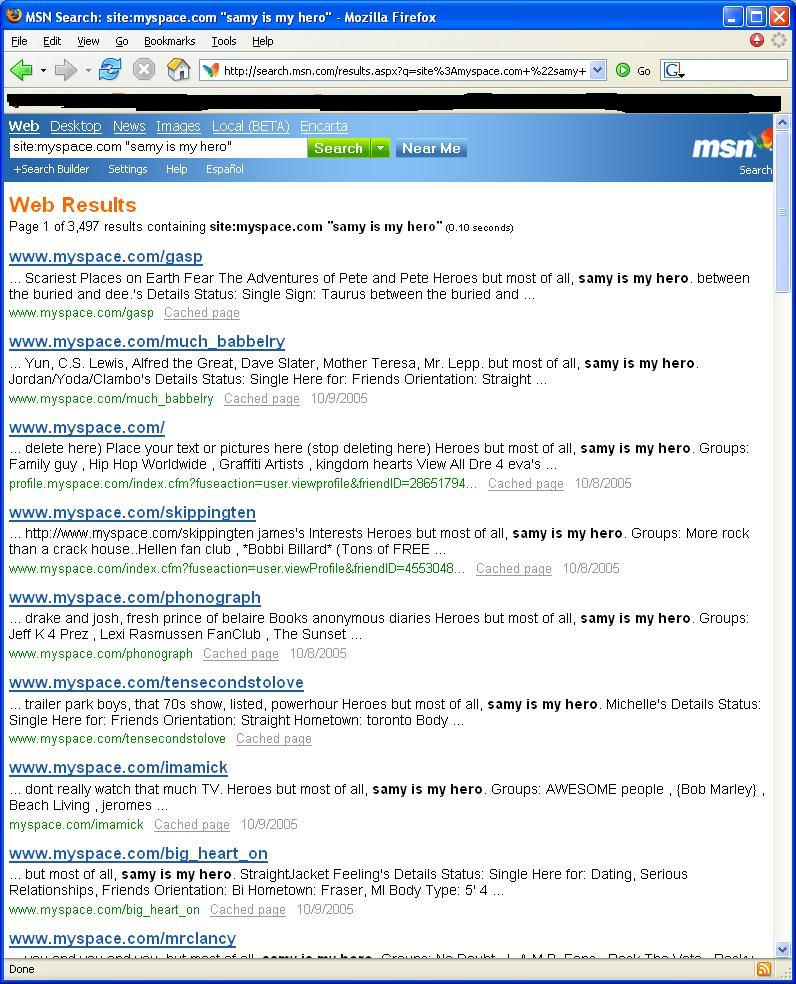 MSN Search: site:myspace.com "samy is my hero" - Mozilla Firefox
File Edit View Go Bookmarks Tools Help
http://search.msn.com/results.aspx?q=site%3Amyspace.com+%22samy+ Go G
Web Desktop News Images Local (BETA) Encarta
site:myspace.com "samy is my hero" Search Near Me msn
+Search Builder Settings Help Español Search
Web Results
Page 1 of 3,497 results containing site:myspace.com "samy is my hero" (0.10 seconds)
www.myspace.com/gasp
... Scariest Places on Earth Fear The Adventures of Pete and Pete Heroes but most of all, samy is my hero. between
the buried and dee.'s Details Status: Single Sign: Taurus between the buried and ...
www.myspace.com/gasp Cached page
www.myspace.com/much_babbelry
... Yun, C.S. Lewis, Alfred the Great, Dave Slater, Mother Teresa, Mr. Lepp. but most of all, samy is my hero.
Jordan/Yoda/Clambo's Details Status: Single Here for: Friends Orientation: Straight ...
www.myspace.com/much_babbelry Cached page 10/9/2005
www.myspace.com/
... delete here) Place your text or pictures here (stop deleting here) Heroes but most of all, samy is my hero. Groups:
Family guy , Hip Hop Worldwide , Graffiti Artists , kingdom hearts View All Dre 4 eva's ...
profile.myspace.com/index.cfm?fuseaction=user.viewprofile&friendID=28651794... Cached page 10/8/2005
www.myspace.com/skippingten
... http://www.myspace.com/skippingten james's Interests Heroes but most of all, samy is my hero. Groups: More rock
than a crack house..Hellen fan club , *Bobbi Billard* (Tons of FREE ...
www.myspace.com/index.cfm?fuseaction=user.viewProfile&friendID=4553048... Cached page 10/8/2005
www.myspace.com/phonograph
... drake and josh, fresh prince of belaire Books anonymous diaries Heroes but most of all, samy is my hero. Groups:
Jeff K 4 Prez , Lexi Rasmussen FanClub , The Sunset ...
www.myspace.com/phonograph Cached page 10/8/2005
www.myspace.com/tensecondstolove
... trailer park boys, that 70s show, listed, powerhour Heroes but most of all, samy is my hero. Michelle's Details Status:
Single Here for: Friends Orientation: Straight Hometown: toronto Body ...
www.myspace.com/tensecondstolove Cached page
www.myspace.com/imamick
... dont really watch that much TV. Heroes but most of all, samy is my hero. Groups: AWESOME people , {Bob Marley} ,
Beach Living , jeromes ...
myspace.com/imamick Cached page 10/9/2005
www.myspace.com/big_heart_on
... but most of all, samy is my hero. StraightJacket Feeling's Details Status: Single Here for: Dating, Serious
Relationships, Friends Orientation: Bi Hometown: Fraser, MI Body Type: 5' 4 ...
www.myspace.com/big_heart_on Cached page 10/9/2005
www.myspace.com/mrclancy
... you and you and you. but most of all, samy is my hero. Groups: No Doubt
Done